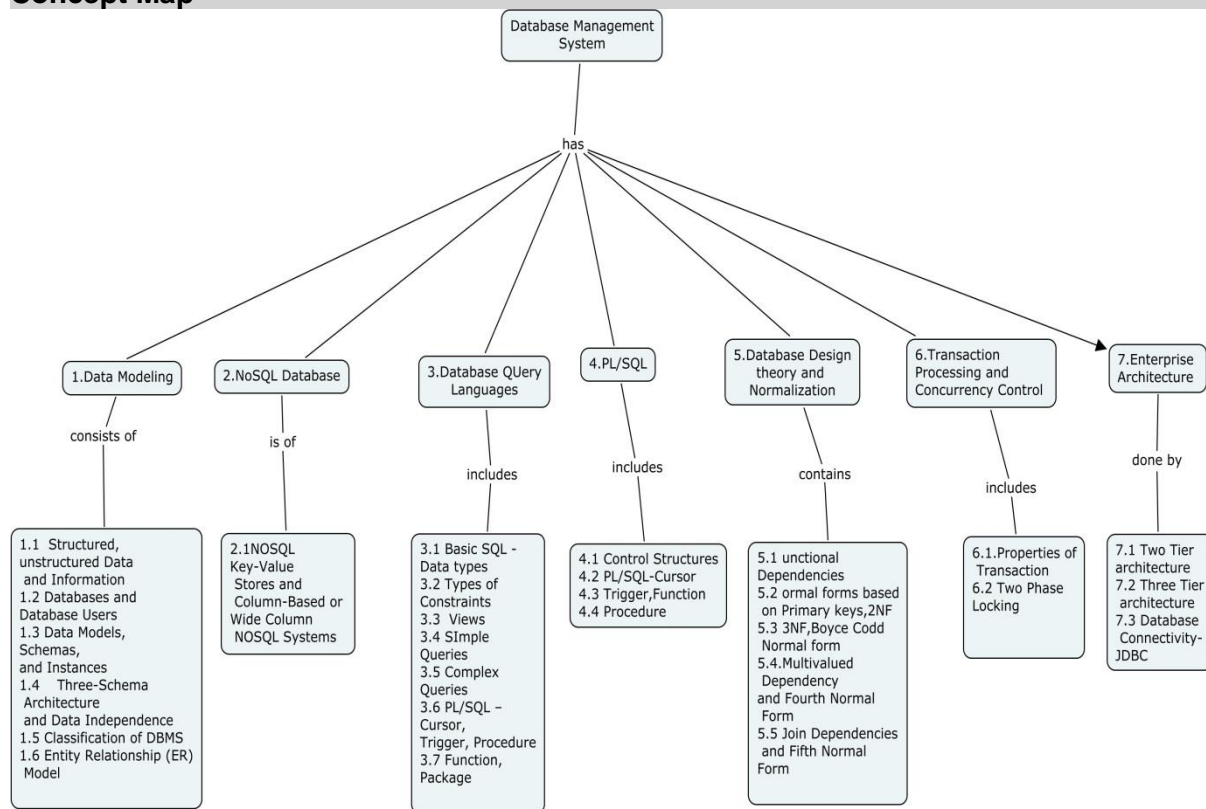 Concept Map
Database Management
System
has
1.Data Modeling
2.NoSQL Database
3.Database QUery
Languages
4.PL/SQL
5.Database Design
theory and
Normalization
6.Transaction
Processing and
Concurrency Control
7.Enterprise
Architecture
consists of
is of
includes
includes
contains
includes
done by
1.1 Structured,
unstructured Data
and Information
1.2 Databases and
Database Users
1.3 Data Models,
Schemas,
and Instances
1.4 Three-Schema
Architecture
and Data Independence
1.5 Classification of DBMS
1.6 Entity Relationship (ER)
Model
2.1NOSQL
Key-Value
Stores and
Column-Based or
Wide Column
NOSQL Systems
3.1 Basic SQL -
Data types
3.2 Types of
Constraints
3.3 Views
3.4 SImple
Queries
3.5 Complex
Queries
3.6 PL/SQL –
Cursor,
Trigger, Procedure
3.7 Function,
Package
4.1 Control Structures
4.2 PL/SQL-Cursor
4.3 Trigger,Function
4.4 Procedure
5.1 unctional
Dependencies
5.2 ormal forms based
on Primary keys,2NF
5.3 3NF,Boyce Codd
Normal form
5.4.Multivalued
Dependency
and Fourth Normal
Form
5.5 Join Dependencies
and Fifth Normal
Form
6.1.Properties of
Transaction
6.2 Two Phase
Locking
7.1 Two Tier
architecture
7.2 Three Tier
architecture
7.3 Database
Connectivity-
JDBC